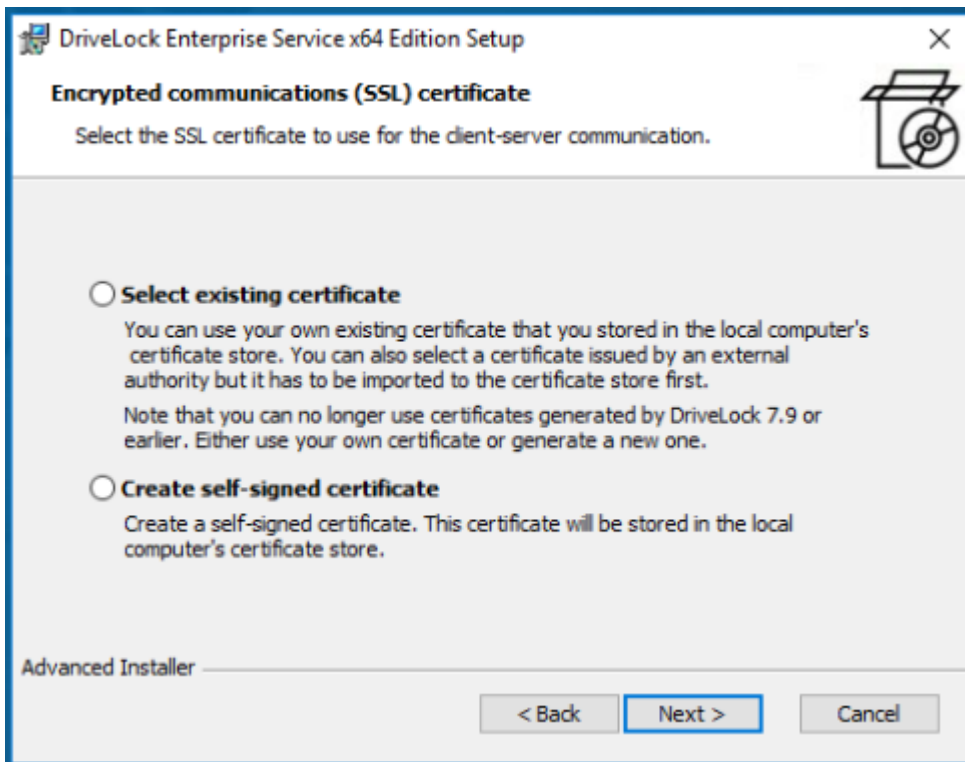 DriveLock Enterprise Service x64 Edition Setup
Encrypted communications (SSL) certificate
Select the SSL certificate to use for the client-server communication.
Select existing certificate
You can use your own existing certificate that you stored in the local computer's
certificate store. You can also select a certificate issued by an external
authority but it has to be imported to the certificate store first.
Note that you can no longer use certificates generated by DriveLock 7.9 or
earlier. Either use your own certificate or generate a new one.
Create self-signed certificate
Create a self-signed certificate. This certificate will be stored in the local
computer's certificate store.
Advanced Installer
< Back
Next >
Cancel